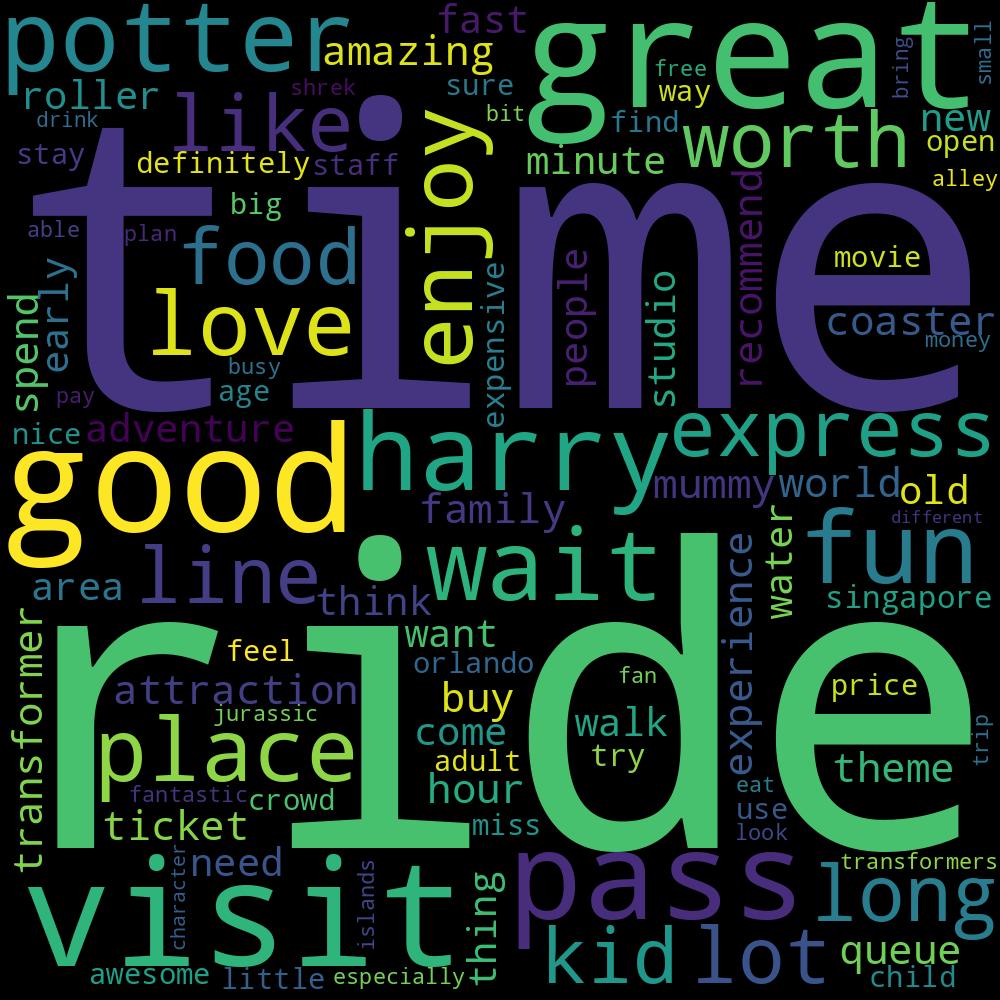 potter
amazing
fast
great
bring
small
roller
shrek
sure
free
way
drink
like
bit
find
worth
new
open
stay
definitely
staff
enjoy
minute
alley
time
able
plan
big
food
early
love
busy
age
expensive
people
studio
recommend
movie
coaster
money
spend
pay
nice
adventure
good
harry
express
mummy
world
old
family
different
area
line
think
wait
water
fun
singapore
ride
transformer
feel
want
orlando
experience
attraction
buy
fan
price
jurassic
place
come
walk
try
adult
theme
trip
fantastic
crowd
hour
eat
use
look
ticket
miss
visit
need
character
islands
thing
pass
transformers
long
kid
lot
queue
child
awesome
little
especially